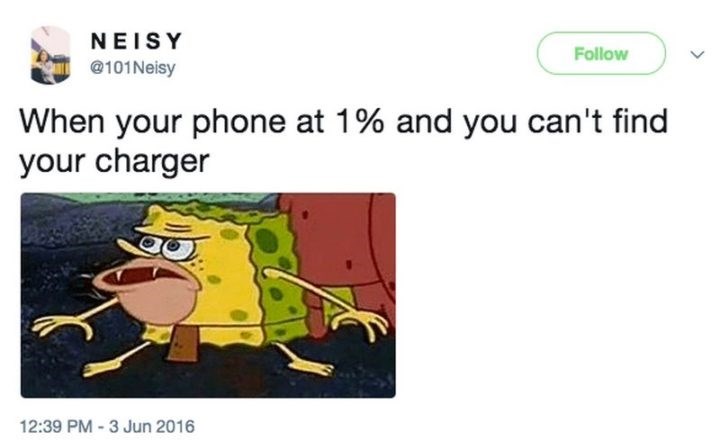 NEISY
@101Neisy
Follow
When your phone at 1% and you can't find
your charger
12:39 PM - 3 Jun 2016